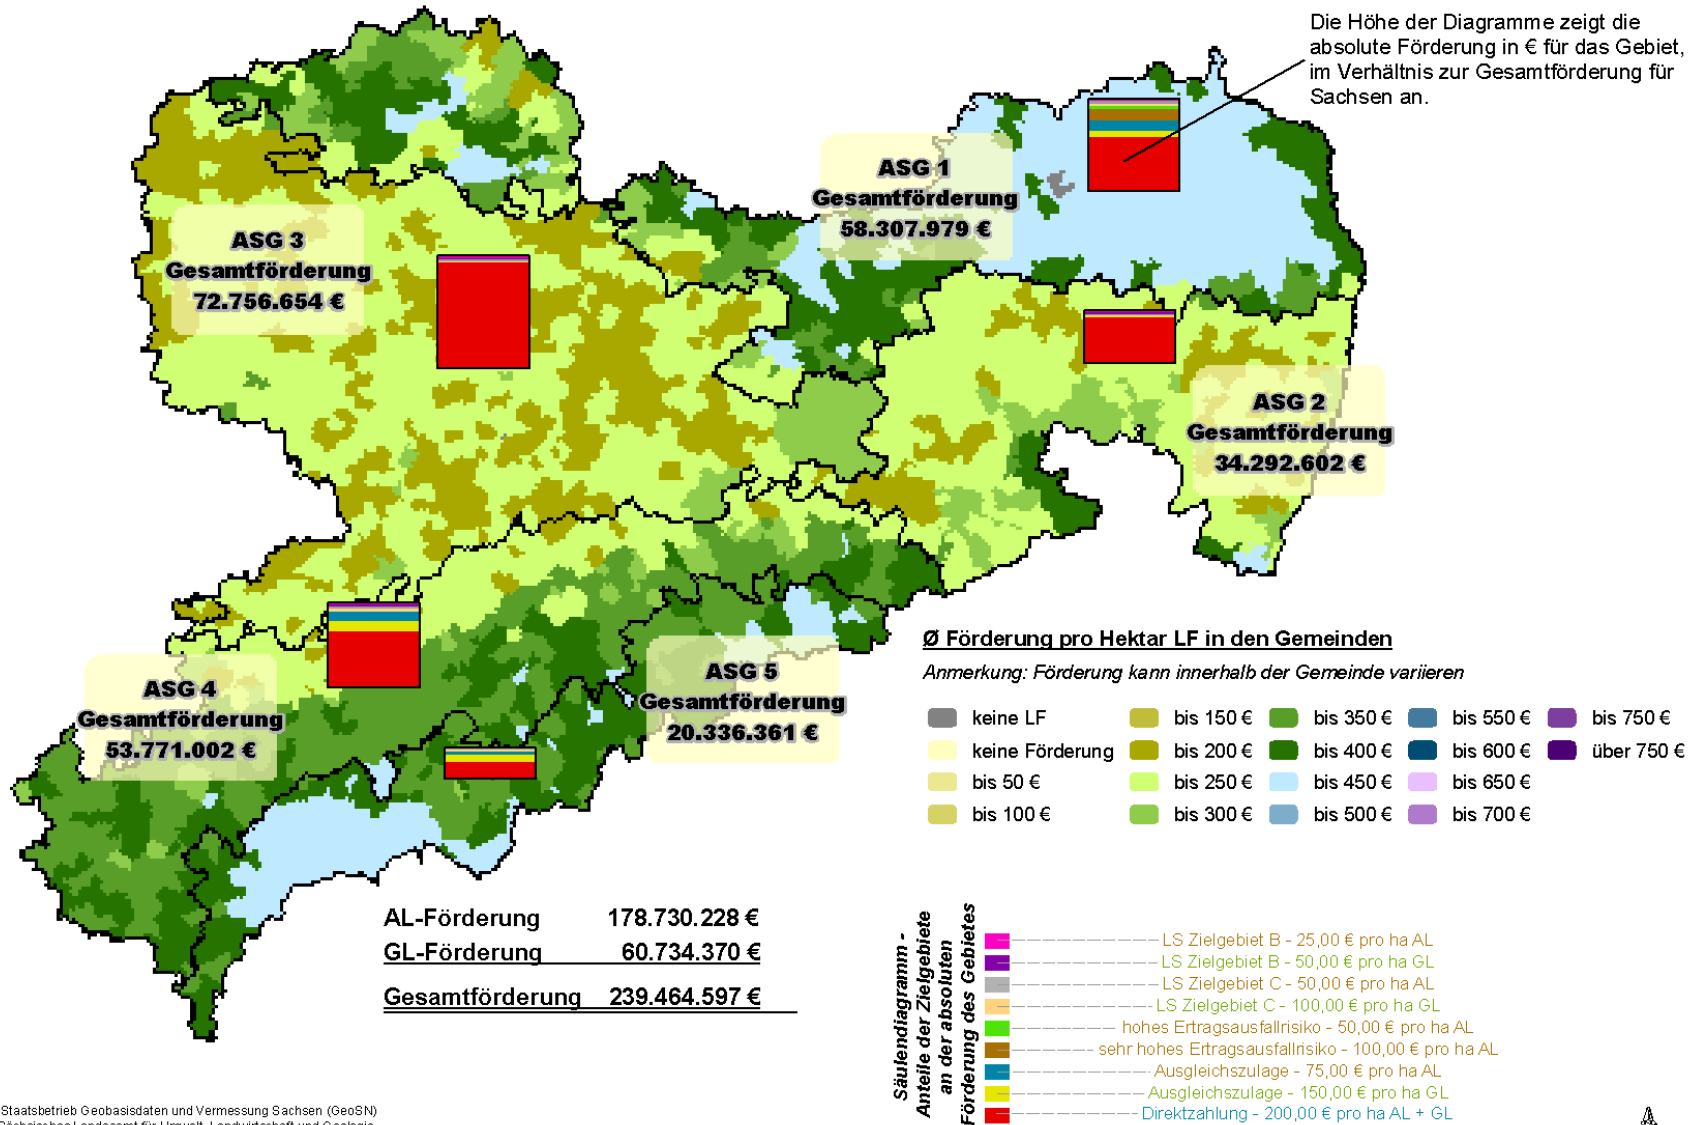 Die Höhe der Diagramme zeigt die
absolute Förderung in € für das Gebiet,
im Verhältnis zur Gesamtförderung für
Sachsen an.
ASG 1
Gesamtförderung
58.307.979 €
ASG 3
Gesamtförderung
72.756.654 €
ASG 2
Gesamtförderung
34.292.602 €
ASG 4
Gesamtförderung
53.771.002 €
ASG 5
Gesamtförderung
20.336.361 €
Ø Förderung pro Hektar LF in den Gemeinden
Anmerkung: Förderung kann innerhalb der Gemeinde variieren
keine LF
keine Förderung
bis 50 €
bis 100 €
bis 150 €
bis 200 €
bis 250 €
bis 300 €
bis 350 €
bis 400 €
bis 450 €
bis 500 €
bis 550 €
bis 600 €
bis 650 €
bis 700 €
bis 750 €
über 750 €
AL-Förderung 178.730.228 €
GL-Förderung 60.734.370 €
Gesamtförderung 239.464.597 €
Säulendiagramm -
Anteile der Zielgebiete
an der absoluten
Förderung des Gebietes
LS Zielgebiet B - 25,00 € pro ha AL
LS Zielgebiet B - 50,00 € pro ha GL
LS Zielgebiet C - 50,00 € pro ha AL
LS Zielgebiet C - 100,00 € pro ha GL
hohes Ertragsausfallrisiko - 50,00 € pro ha AL
sehr hohes Ertragsausfallrisiko - 100,00 € pro ha AL
Ausgleichszulage - 75,00 € pro ha AL
Ausgleichszulage - 150,00 € pro ha GL
Direktzahlung - 200,00 € pro ha AL + GL
Staatsbetrieb Geobasisdaten und Vermessung Sachsen (GeoSN)